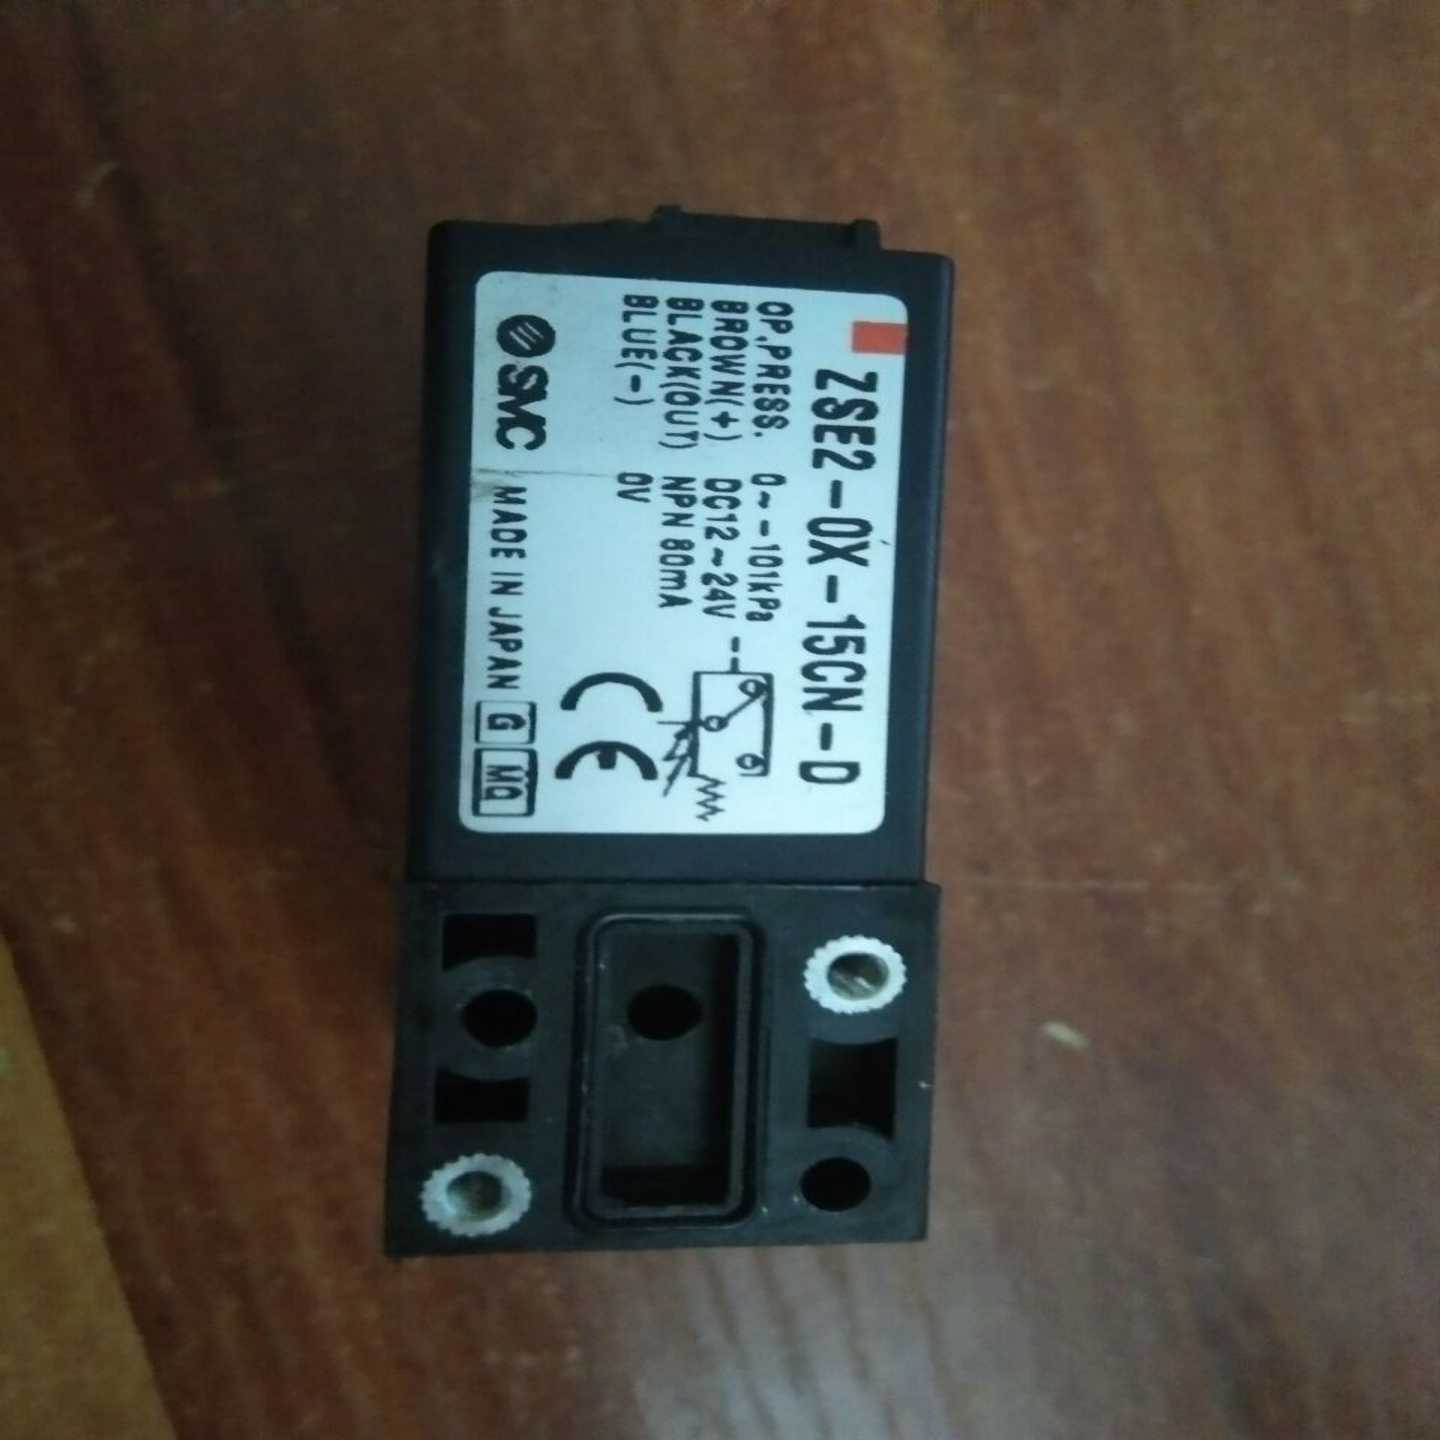 ZSE2-0X-15CN-D
OP.PRESS. 0~-101kPa
BROWN(+) DC12~24V
BLACK(OUT) NPN 80mA
BLUE(-) 0V
CE
SMC MADE IN JAPAN G MQ